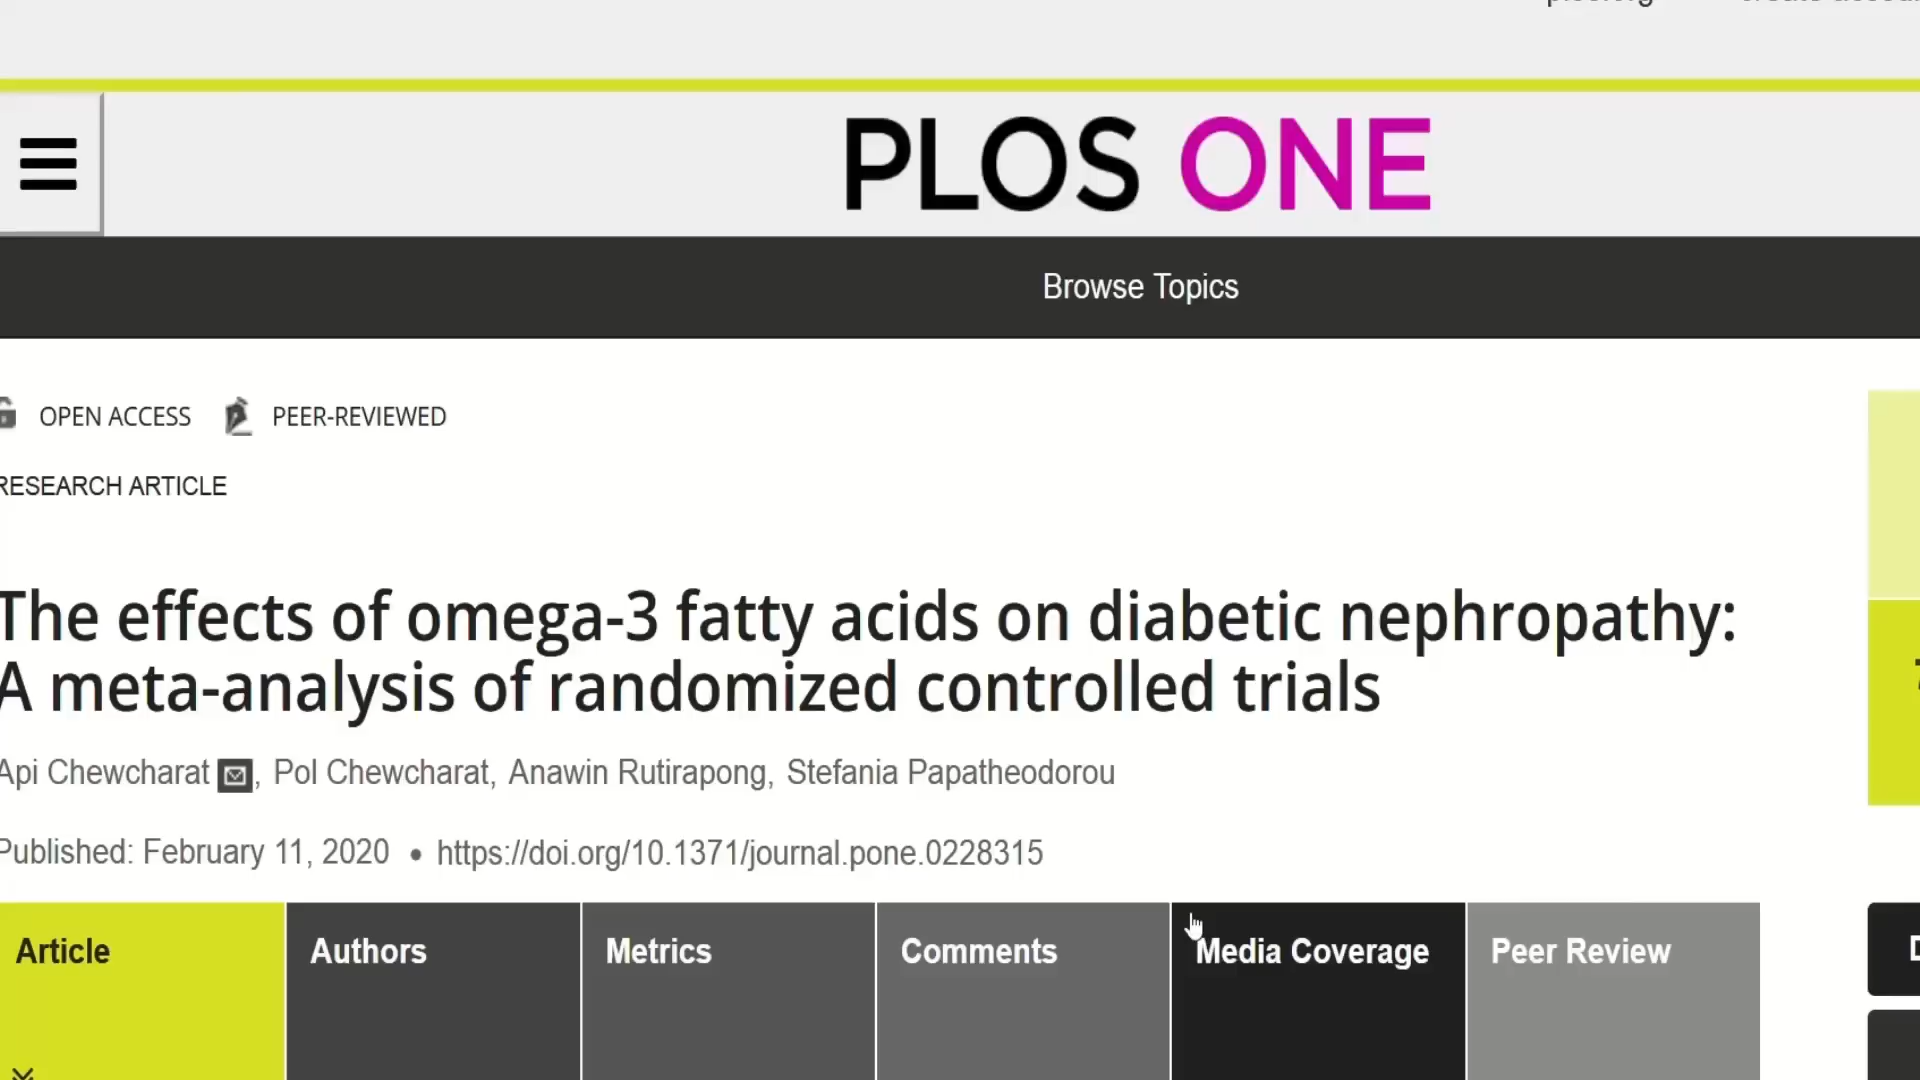 PLOS ONE
Browse Topics
OPEN ACCESS PEER-REVIEWED
RESEARCH ARTICLE
The effects of omega-3 fatty acids on diabetic nephropathy:
A meta-analysis of randomized controlled trials
Api Chewcharat, Pol Chewcharat, Anawin Rutirapong, Stefania Papatheodorou
Published: February 11, 2020 • https://doi.org/10.1371/journal.pone.0228315
Article Authors Metrics Comments Media Coverage Peer Review